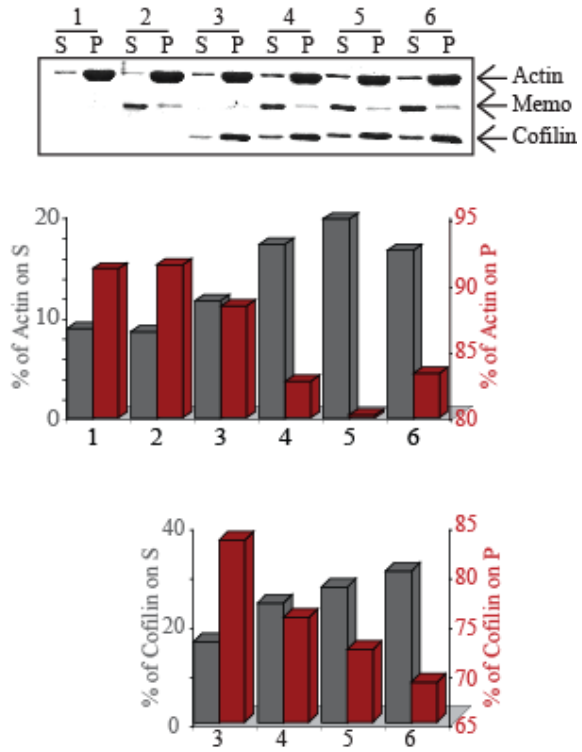 1 2 3 4 5 6
S P S P S P S P S P S P
Actin
Memo
Cofilin
20
10
0
% of Actin on S
95
90
85
80
% of Actin on P
1 2 3 4 5 6
40
20
0
% of Cofilin on S
85
80
75
70
65
% of Cofilin on P
3 4 5 6